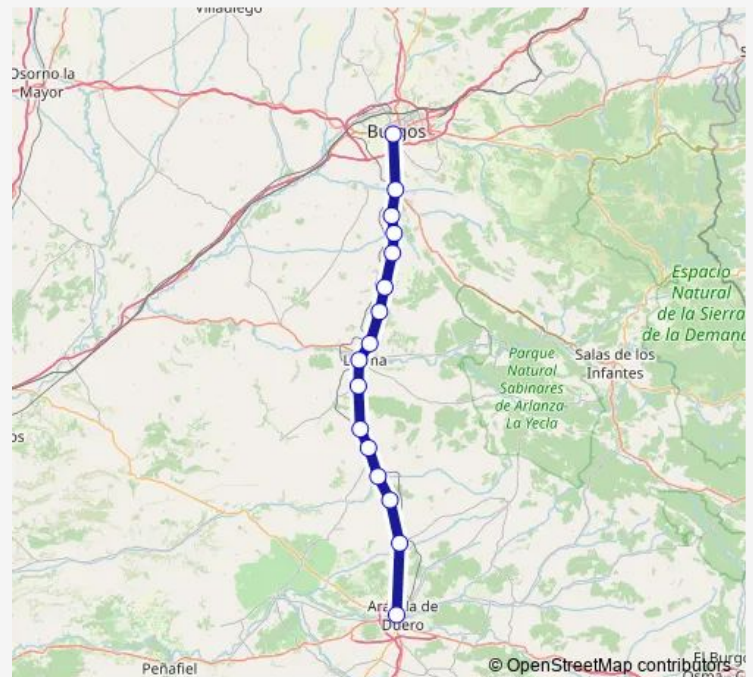 Villadiego
Osorno la
Mayor
Burgos
Espacio
Natural
de la Sierra
de la Demanda
Lerma
Parque
Natural
Sabinares
de Arlanza-
La Yecla
Salas de los
Infantes
os
Aranda de
Duero
Peñafiel
El Burgo
Osma - C
© OpenStreetMap contributors